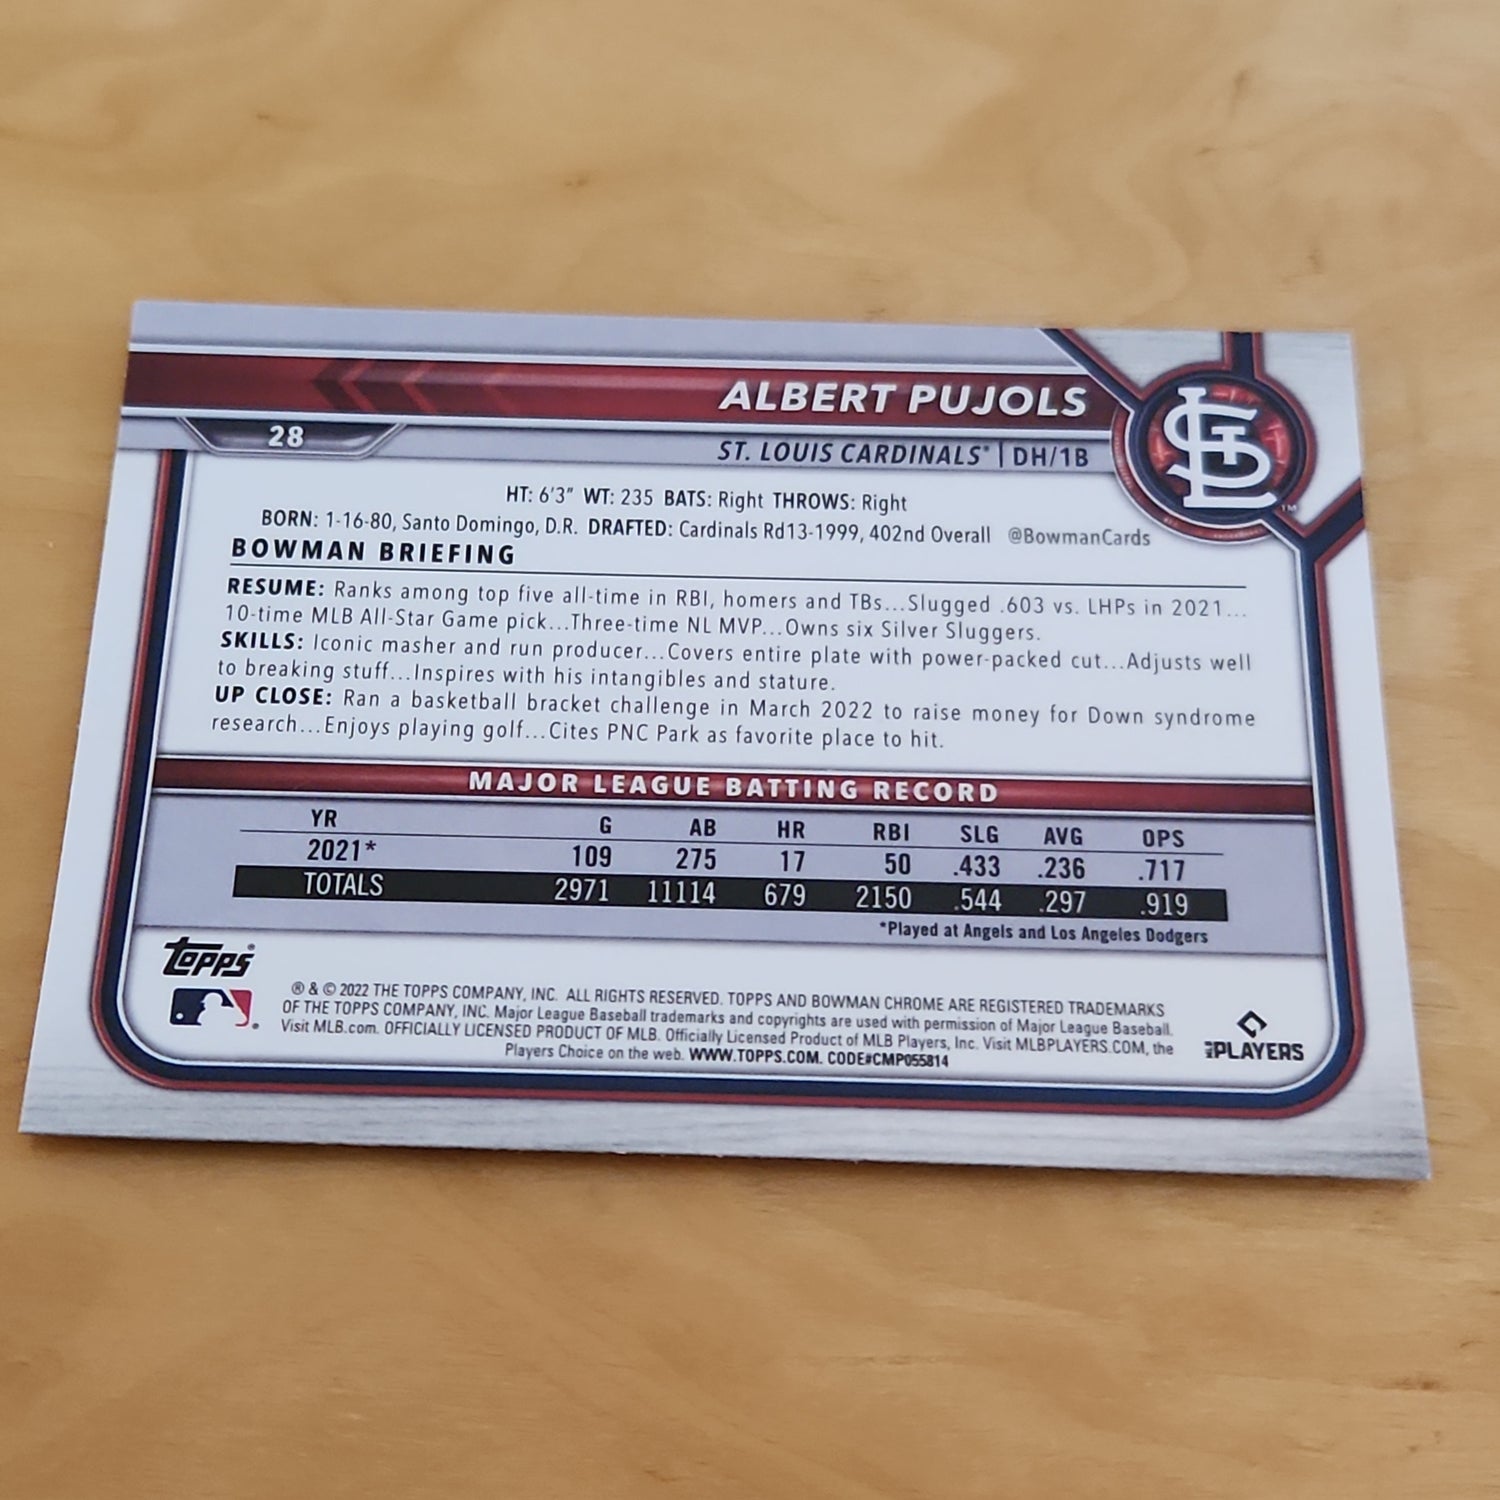 ALBERT PUJOLS
28
ST. LOUIS CARDINALS® | DH/1B
STL
™
HT: 6'3" WT: 235 BATS: Right THROWS: Right
BORN: 1-16-80, Santo Domingo, D.R. DRAFTED: Cardinals Rd13-1999, 402nd Overall @BowmanCards
BOWMAN BRIEFING
RESUME: Ranks among top five all-time in RBI, homers and TBs...Slugged .603 vs. LHPs in 2021...
10-time MLB All-Star Game pick...Three-time NL MVP...Owns six Silver Sluggers.
SKILLS: Iconic masher and run producer...Covers entire plate with power-packed cut...Adjusts well
to breaking stuff...Inspires with his intangibles and stature.
UP CLOSE: Ran a basketball bracket challenge in March 2022 to raise money for Down syndrome
research...Enjoys playing golf...Cites PNC Park as favorite place to hit.
MAJOR LEAGUE BATTING RECORD
YR G AB HR RBI SLG AVG OPS
2021* 109 275 17 50 .433 .236 .717
TOTALS 2971 11114 679 2150 .544 .297 .919
*Played at Angels and Los Angeles Dodgers
topps®
® & © 2022 THE TOPPS COMPANY, INC. ALL RIGHTS RESERVED. TOPPS AND BOWMAN CHROME ARE REGISTERED TRADEMARKS
OF THE TOPPS COMPANY, INC. Major League Baseball trademarks and copyrights are used with permission of Major League Baseball.
Visit MLB.com. OFFICIALLY LICENSED PRODUCT OF MLB. Officially Licensed Product of MLB Players, Inc. Visit MLBPLAYERS.COM, the
Players Choice on the web. WWW.TOPPS.COM. CODE#CMP055814
MLB PLAYERS